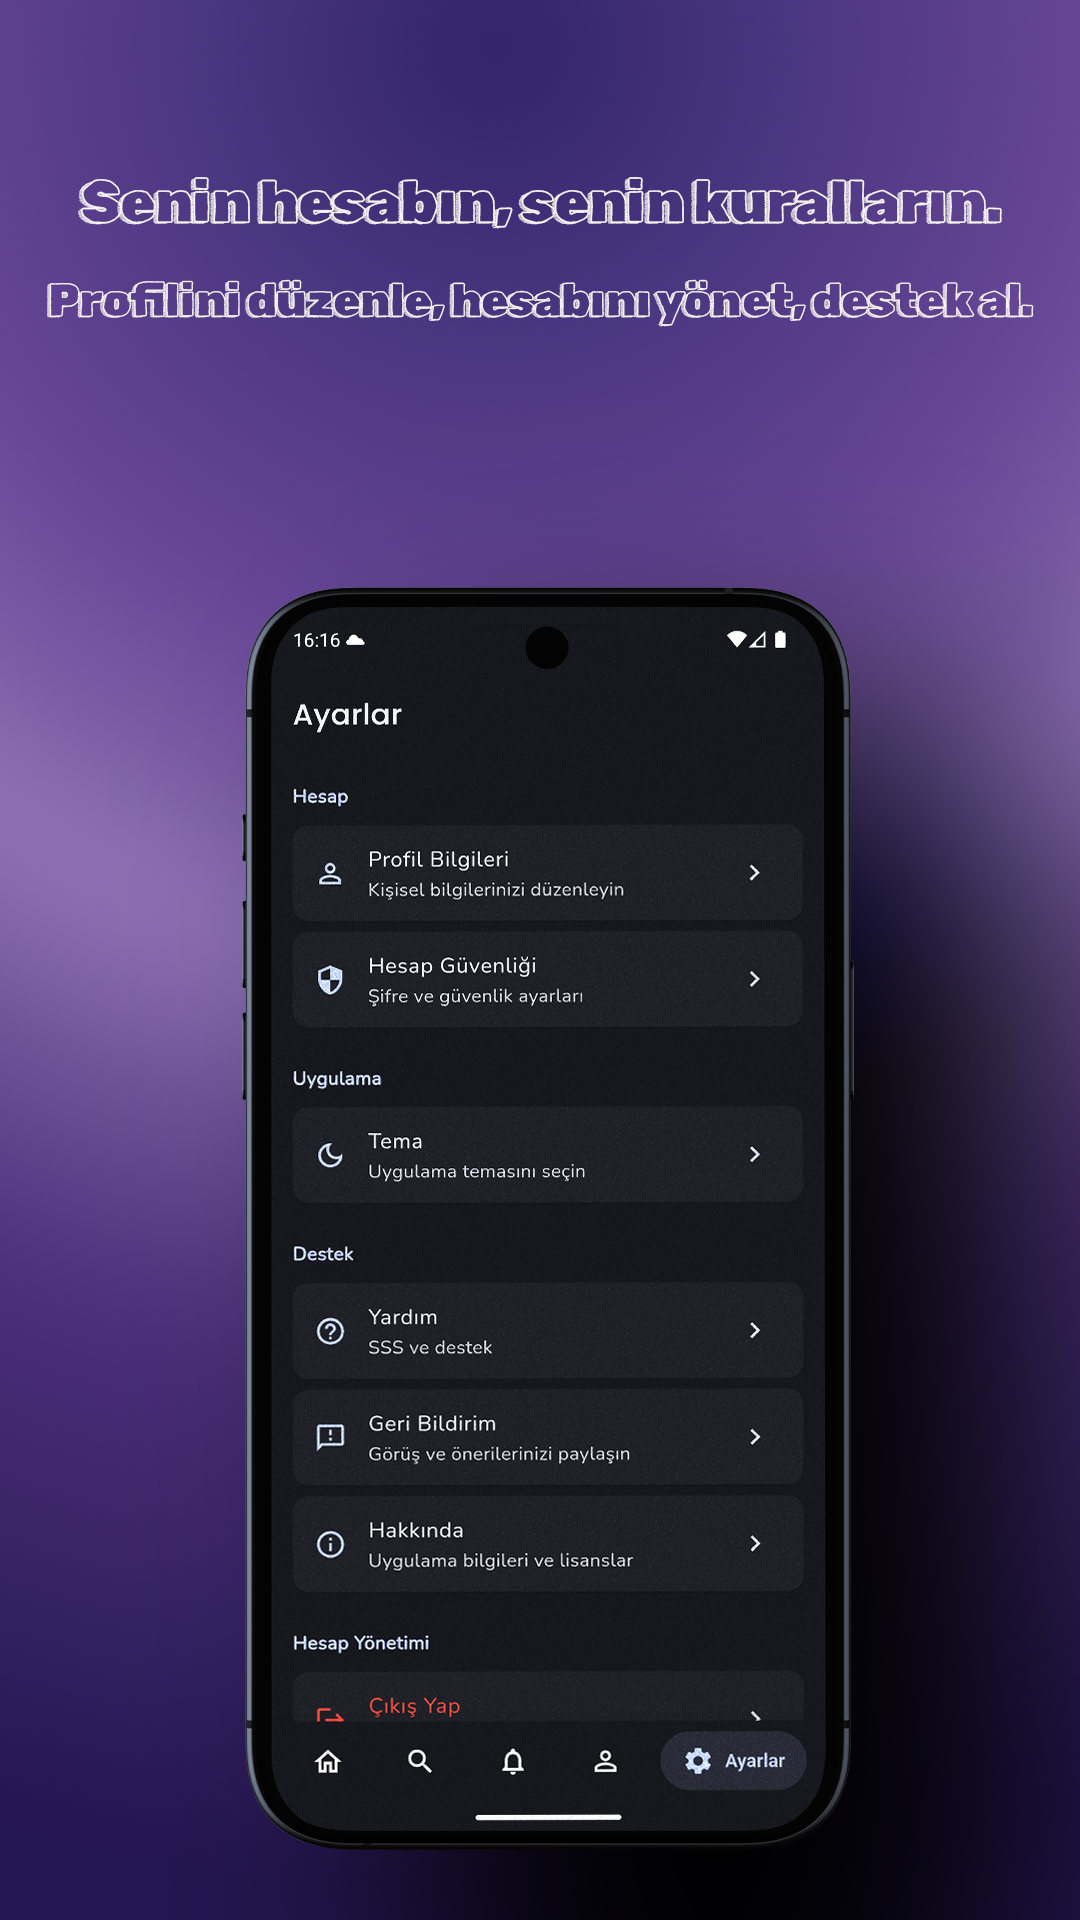 Senin hesabın, senin kuralların.
Profilini düzenle, hesabını yönet, destek al.
16:16
Ayarlar
Hesap
Profil Bilgileri
Kişisel bilgilerinizi düzenleyin
Hesap Güvenliği
Şifre ve güvenlik ayarları
Uygulama
Tema
Uygulama temasını seçin
Destek
Yardım
SSS ve destek
Geri Bildirim
Görüş ve önerilerinizi paylaşın
Hakkında
Uygulama bilgileri ve lisanslar
Hesap Yönetimi
Çıkış Yap
Ayarlar